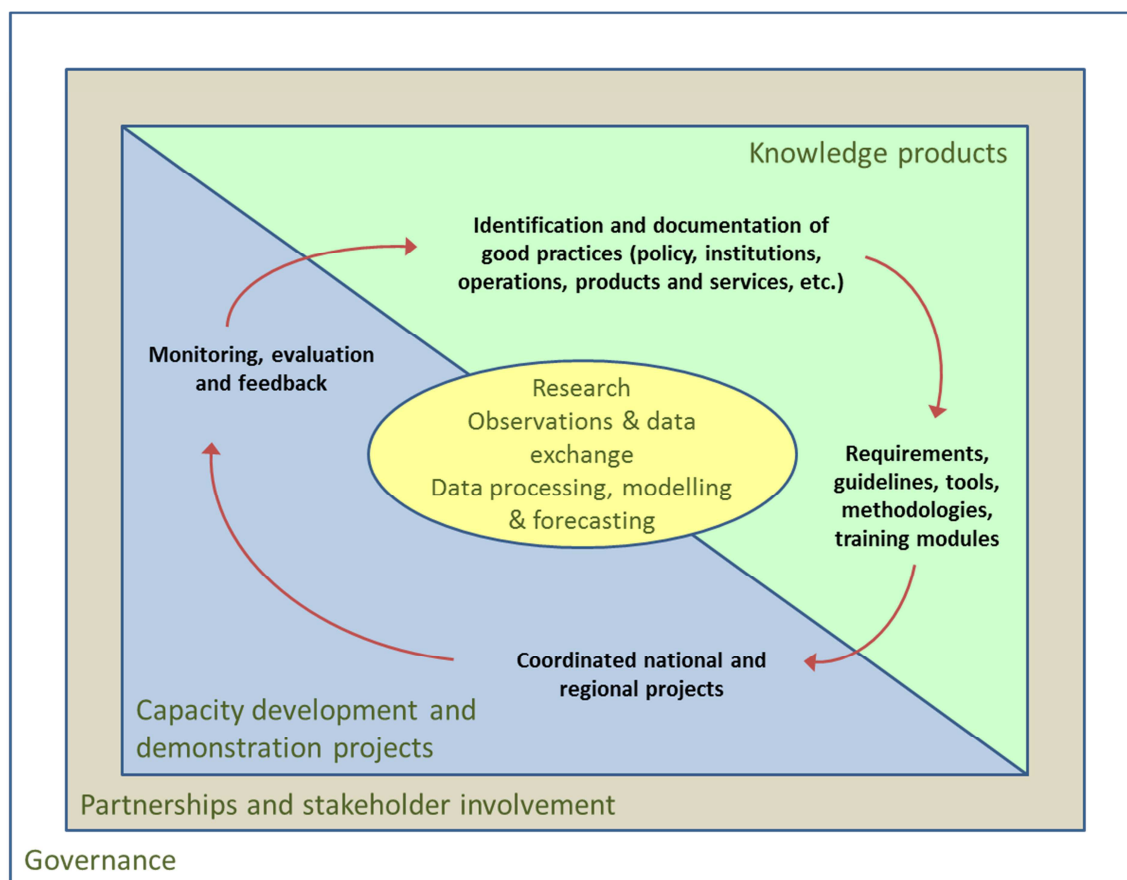 Knowledge products
Identification and documentation of
good practices (policy, institutions,
operations, products and services, etc.)
Monitoring, evaluation
and feedback
Research
Observations & data
exchange
Data processing, modelling
& forecasting
Requirements,
guidelines, tools,
methodologies,
training modules
Coordinated national and
regional projects
Capacity development and
demonstration projects
Partnerships and stakeholder involvement
Governance